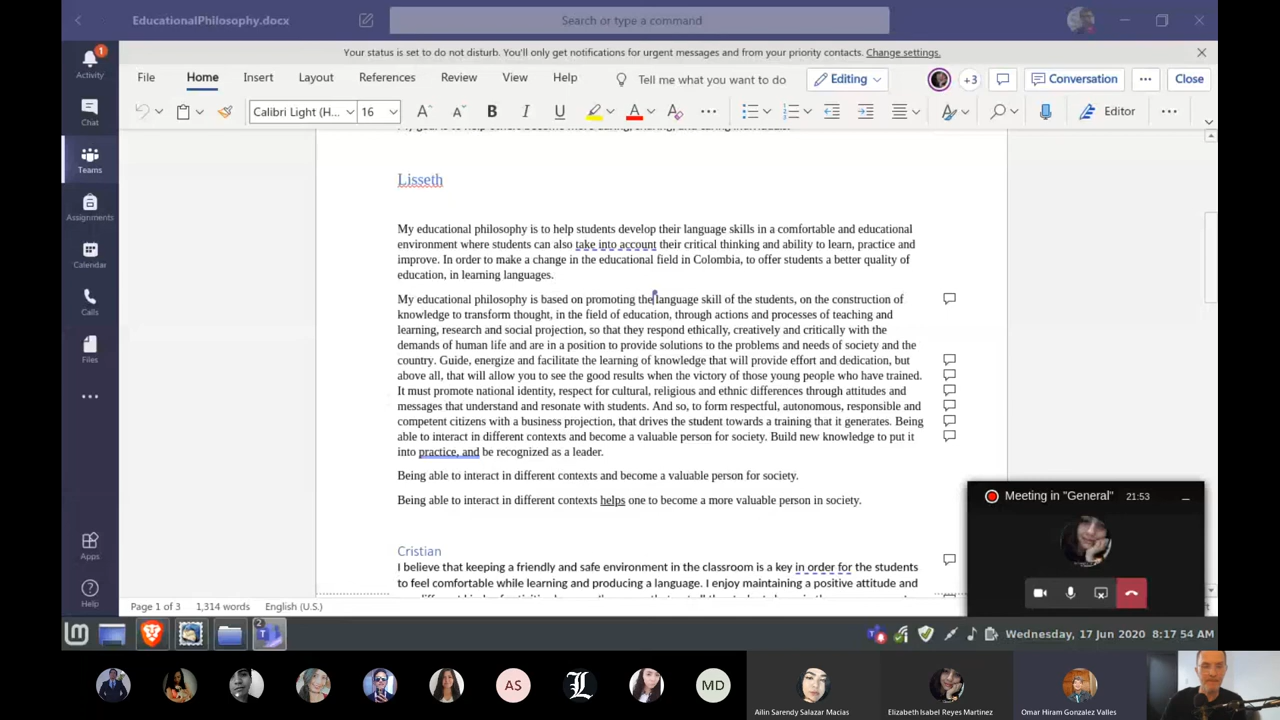 EducationalPhilosophy.docx
Search or type a command
Your status is set to do not disturb. You'll only get notifications for urgent messages and from your priority contacts. Change settings.
Activity
1
Chat
Teams
Assignments
Calendar
Calls
Files
Apps
Help
File Home Insert Layout References Review View Help Tell me what you want to do Editing +3 Conversation Close
Calibri Light (H... 16 Editor
Lisseth
My educational philosophy is to help students develop their language skills in a comfortable and educational
environment where students can also take into account their critical thinking and ability to learn, practice and
improve. In order to make a change in the educational field in Colombia, to offer students a better quality of
education, in learning languages.
My educational philosophy is based on promoting the language skill of the students, on the construction of
knowledge to transform thought, in the field of education, through actions and processes of teaching and
learning, research and social projection, so that they respond ethically, creatively and critically with the
demands of human life and are in a position to provide solutions to the problems and needs of society and the
country. Guide, energize and facilitate the learning of knowledge that will provide effort and dedication, but
above all, that will allow you to see the good results when the victory of those young people who have trained.
It must promote national identity, respect for cultural, religious and ethnic differences through attitudes and
messages that understand and resonate with students. And so, to form respectful, autonomous, responsible and
competent citizens with a business projection, that drives the student towards a training that it generates. Being
able to interact in different contexts and become a valuable person for society. Build new knowledge to put it
into practice, and be recognized as a leader.
Being able to interact in different contexts and become a valuable person for society.
Being able to interact in different contexts helps one to become a more valuable person in society.
Cristian
I believe that keeping a friendly and safe environment in the classroom is a key in order for the students
to feel comfortable while learning and producing a language. I enjoy maintaining a positive attitude and
Meeting in "General" 21:53
Page 1 of 3 1,314 words English (U.S.)
2
Wednesday, 17 Jun 2020 8:17:54 AM
AS
L
MD
Ailin Sarendy Salazar Macias
Elizabeth Isabel Reyes Martinez
Omar Hiram Gonzalez Valles